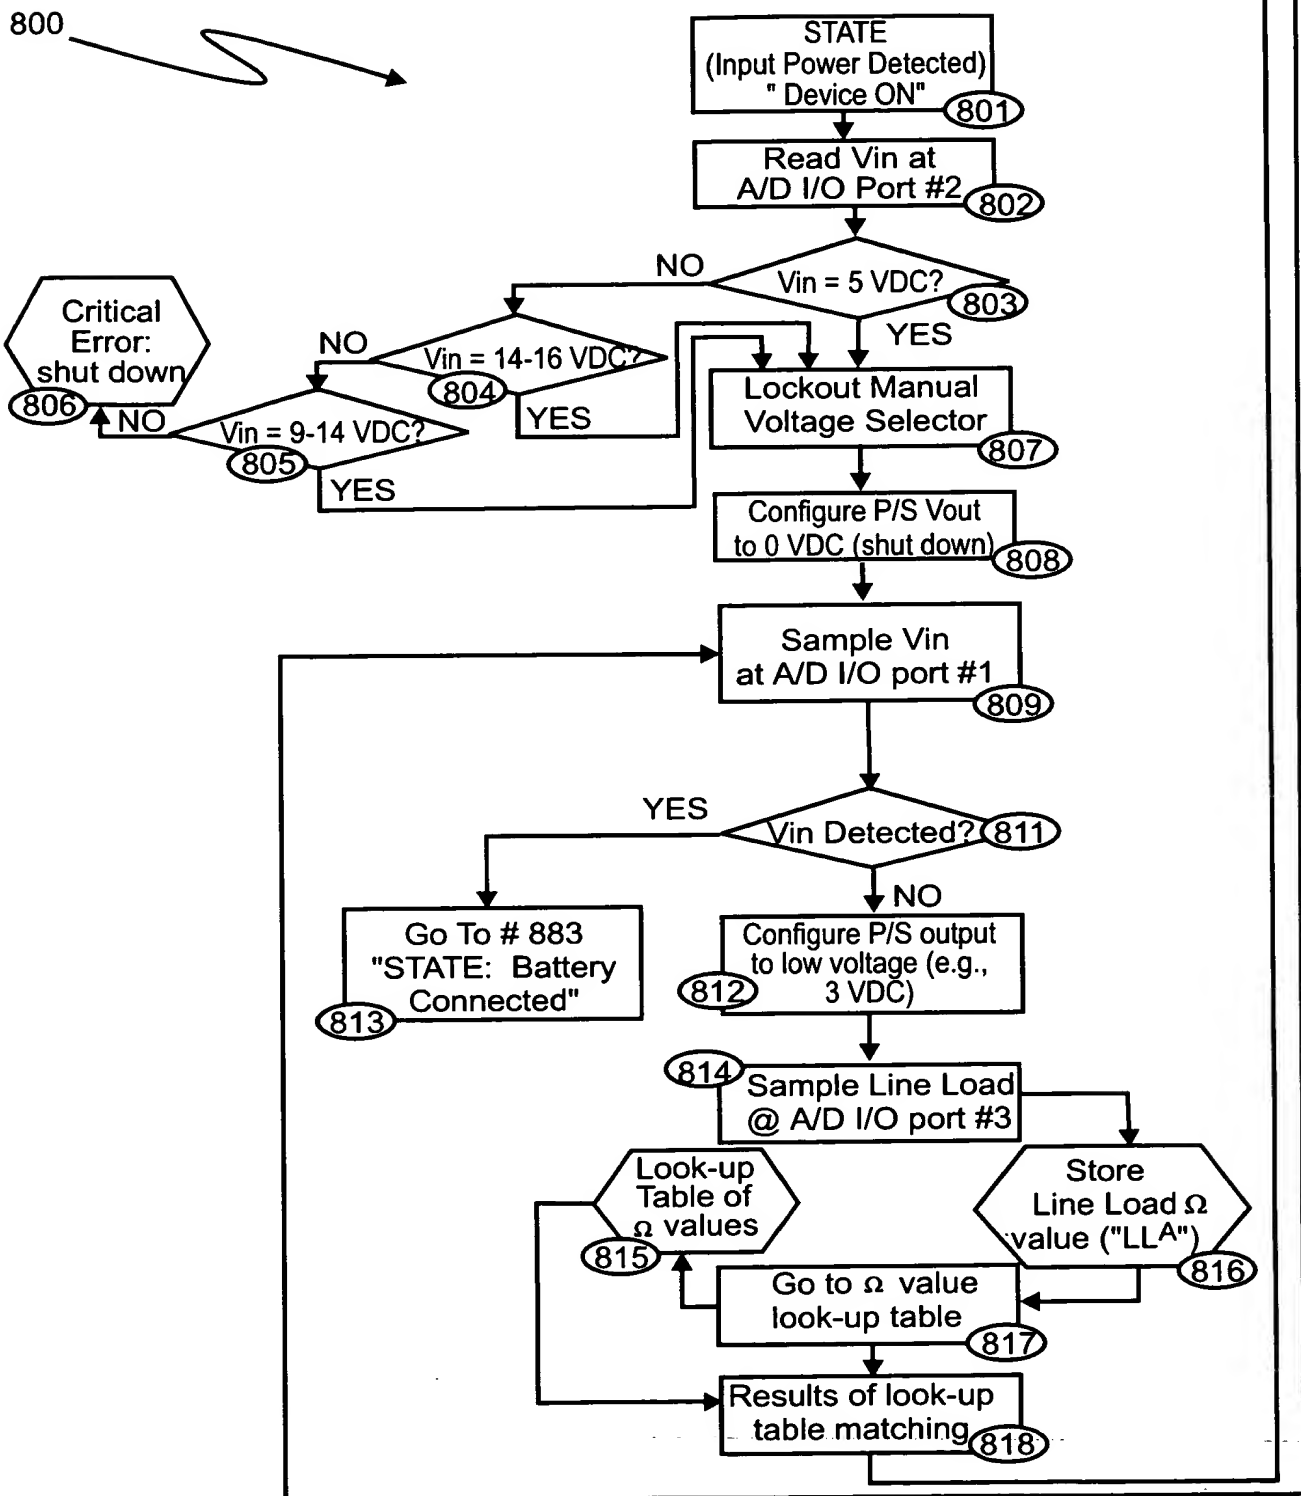 800
STATE
(Input Power Detected)
" Device ON"
801
Read Vin at
A/D I/O Port #2
802
Vin = 5 VDC?
803
NO
YES
Vin = 14-16 VDC?
804
NO
YES
Vin = 9-14 VDC?
805
NO
YES
Critical
Error:
shut down
806
Lockout Manual
Voltage Selector
807
Configure P/S Vout
to 0 VDC (shut down)
808
Sample Vin
at A/D I/O port #1
809
Vin Detected?
811
YES
NO
Go To # 883
"STATE: Battery
Connected"
813
Configure P/S output
to low voltage (e.g.,
3 VDC)
812
814
Sample Line Load
@ A/D I/O port #3
Look-up
Table of
Ω values
815
Store
Line Load Ω
value ("LLA")
816
Go to Ω value
look-up table
817
Results of look-up
table matching
818